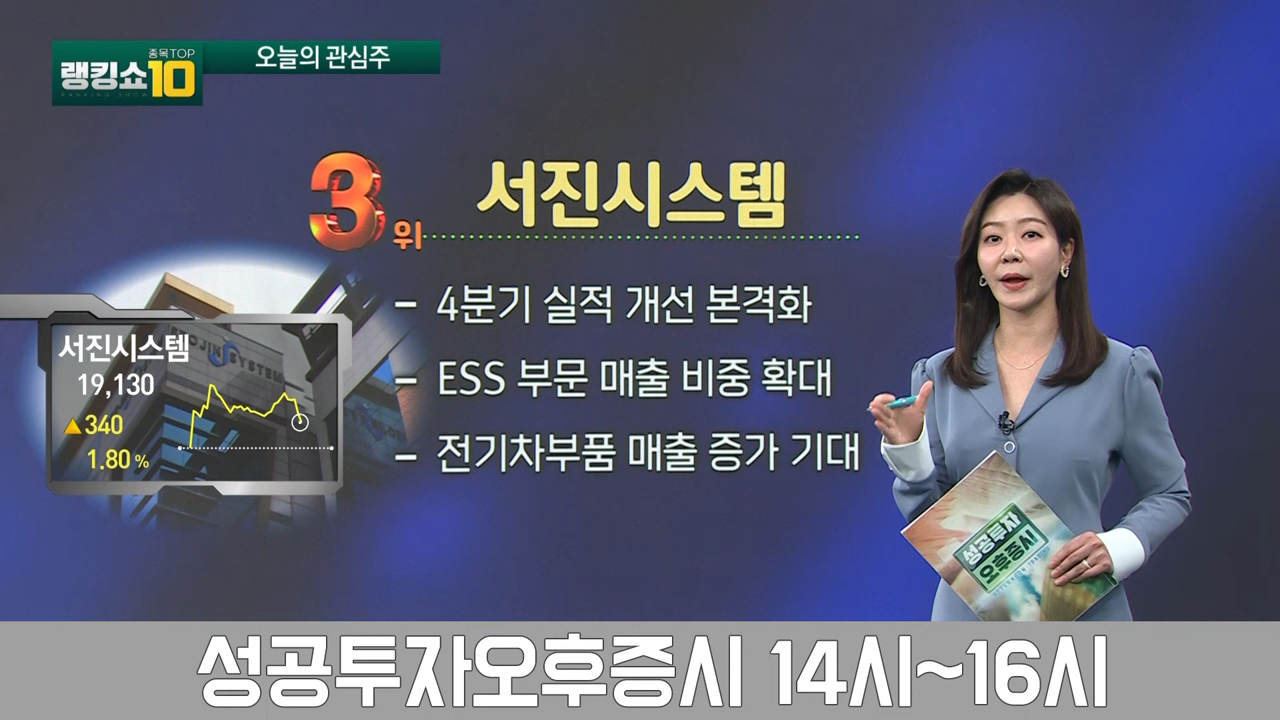 종목TOP
랭킹쇼10
RANKING SHOW
오늘의 관심주
3위
서진시스템
- 4분기 실적 개선 본격화
- ESS 부문 매출 비중 확대
- 전기차부품 매출 증가 기대
서진시스템
19,130
▲340
1.80 %
SYSTEM
성공투자
오후증시
성공투자오후증시 14시~16시